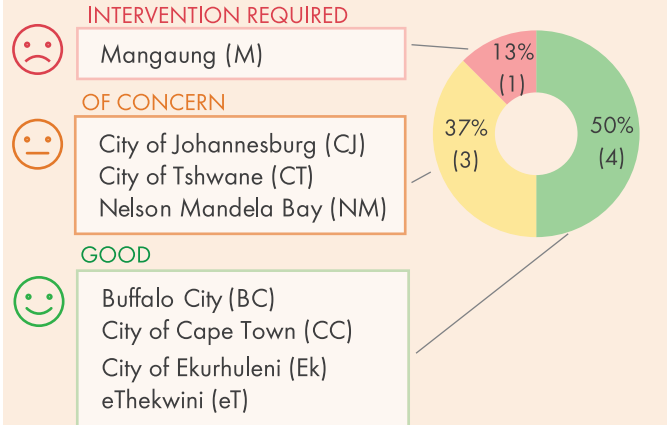 INTERVENTION REQUIRED
Mangaung (M)
OF CONCERN
City of Johannesburg (CJ)
City of Tshwane (CT)
Nelson Mandela Bay (NM)
GOOD
Buffalo City (BC)
City of Cape Town (CC)
City of Ekurhuleni (Ek)
eThekwini (eT)
13%
(1)
37%
(3)
50%
(4)